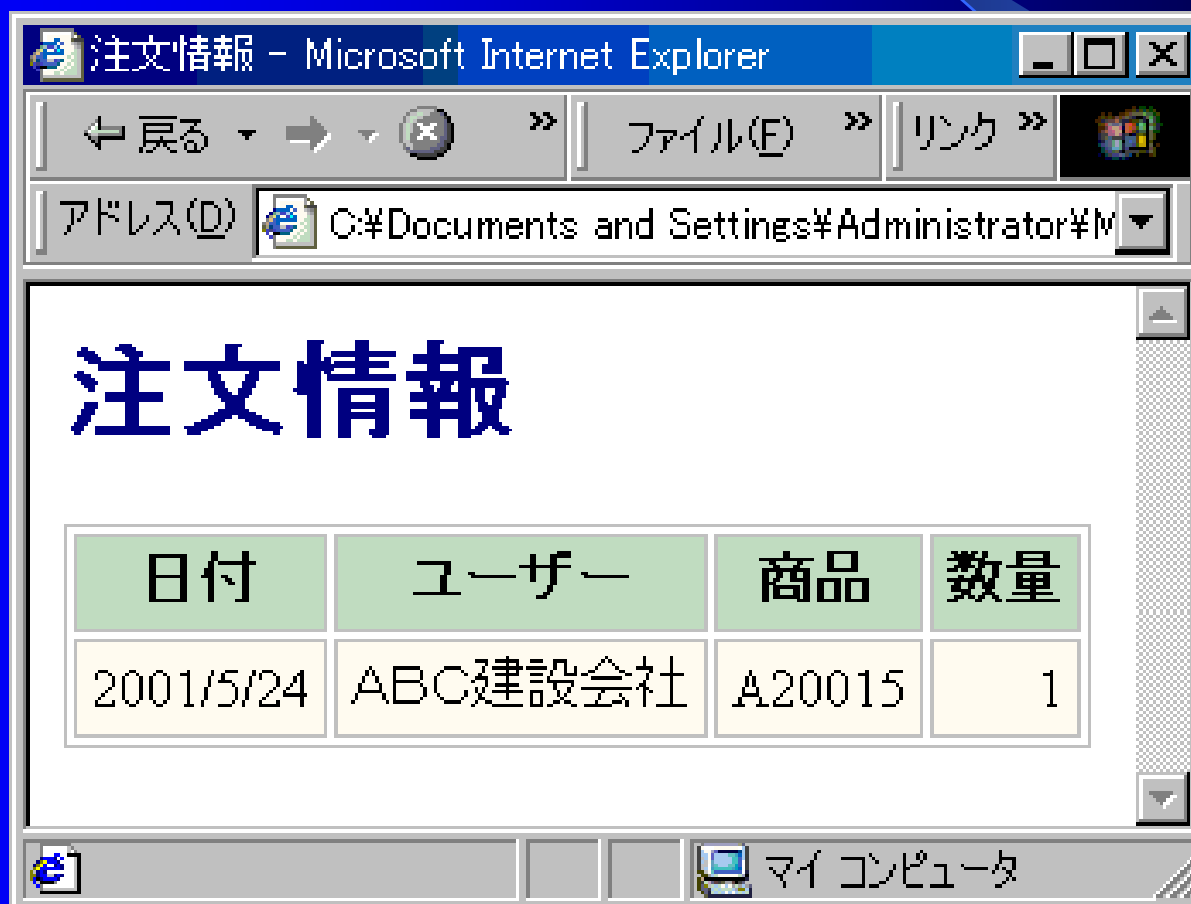 注文情報 - Microsoft Internet Explorer
戻る ファイル(F) リンク
アドレス(D) C:¥Documents and Settings¥Administrator¥M
注文情報
日付 ユーザー 商品 数量
2001/5/24 ABC建設会社 A20015 1
マイ コンピュータ